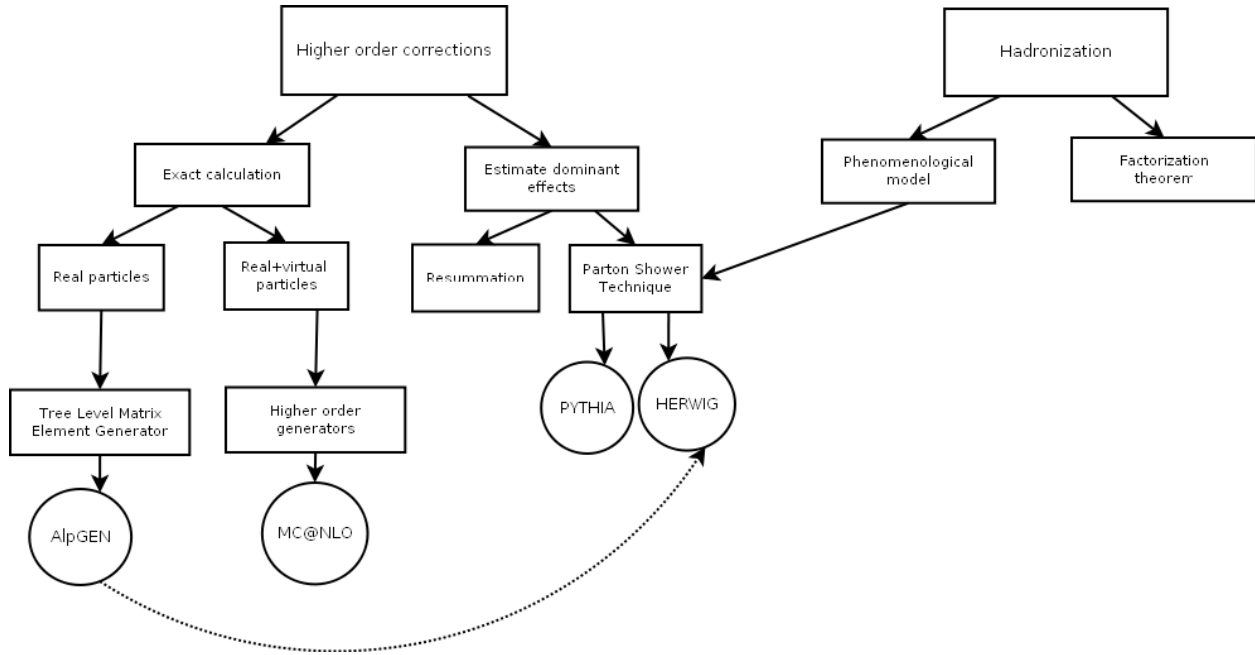 Higher order corrections
Hadronization
Exact calculation
Estimate dominant
effects
Phenomenological
model
Factorization
theorem
Real particles
Real+virtual
particles
Resummation
Parton Shower
Technique
Tree Level Matrix
Element Generator
Higher order
generators
PYTHIA
HERWIG
AlpGEN
MC@NLO